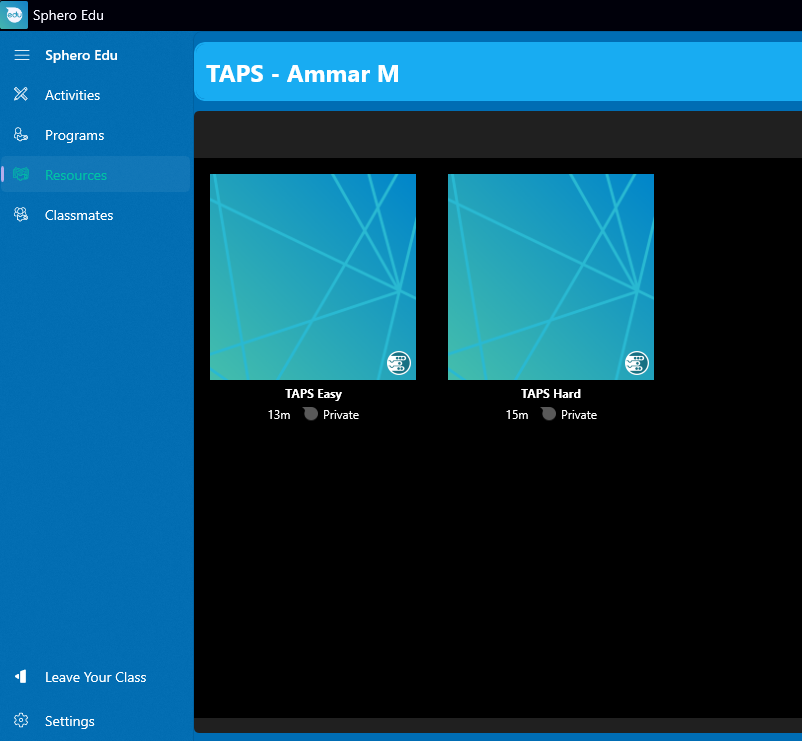 edu Sphero Edu
Sphero Edu
Activities
Programs
Resources
Classmates
Leave Your Class
Settings
TAPS - Ammar M
TAPS Easy
13m Private
TAPS Hard
15m Private